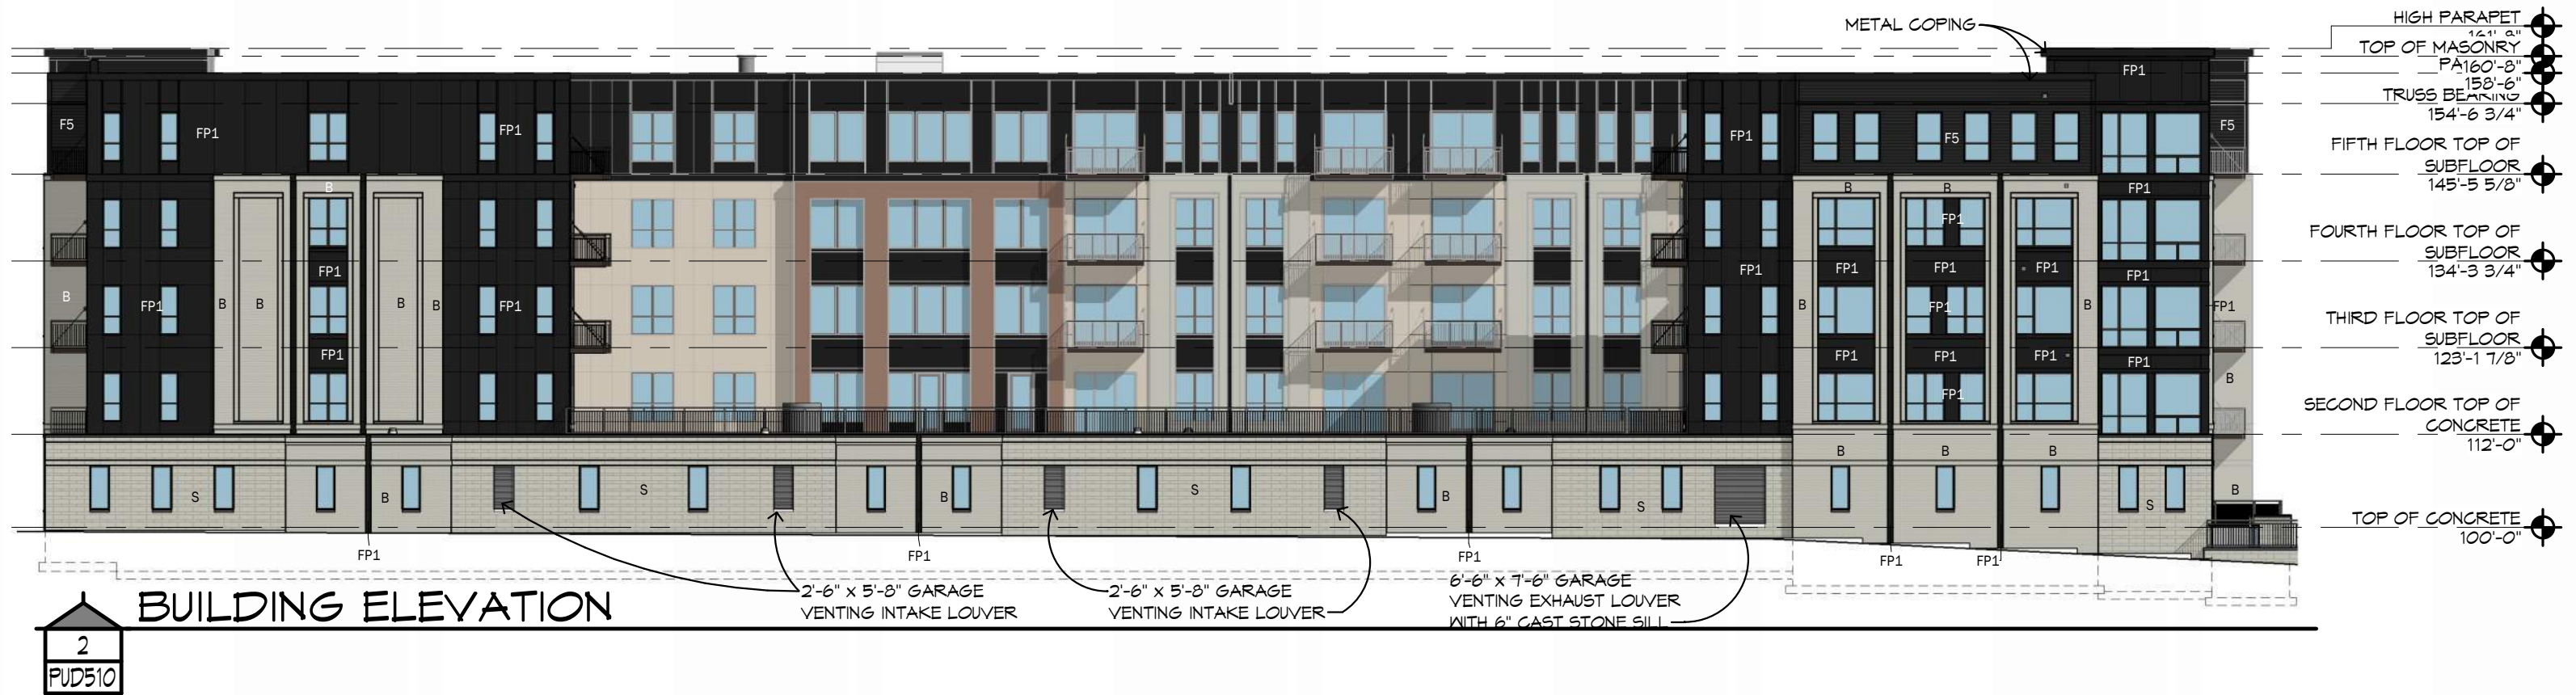 METAL COPING
HIGH PARAPET
TOP OF MASONRY
160'-8"
158'-6"
TRUSS BEARING
154'-6 3/4"
FIFTH FLOOR TOP OF
SUBFLOOR
145'-5 5/8"
FOURTH FLOOR TOP OF
SUBFLOOR
134'-3 3/4"
THIRD FLOOR TOP OF
SUBFLOOR
123'-1 7/8"
SECOND FLOOR TOP OF
CONCRETE
112'-0"
TOP OF CONCRETE
100'-0"
FP1
F5 FP1 FP1 FP1 F5 F5
B B B FP1
FP1 FP1 FP1 FP1 FP1 FP1
FP1
B FP1 B B B B FP1 B FP1 B FP1
FP1 FP1 FP1 FP1 FP1
FP1 B
B B B
S B S B S B S S B
FP1 FP1 FP1 FP1 FP1
2'-6" x 5'-8" GARAGE
VENTING INTAKE LOUVER
2'-6" x 5'-8" GARAGE
VENTING INTAKE LOUVER
6'-6" x 7'-6" GARAGE
VENTING EXHAUST LOUVER
WITH 6" CAST STONE SILL
BUILDING ELEVATION
2
PUD510